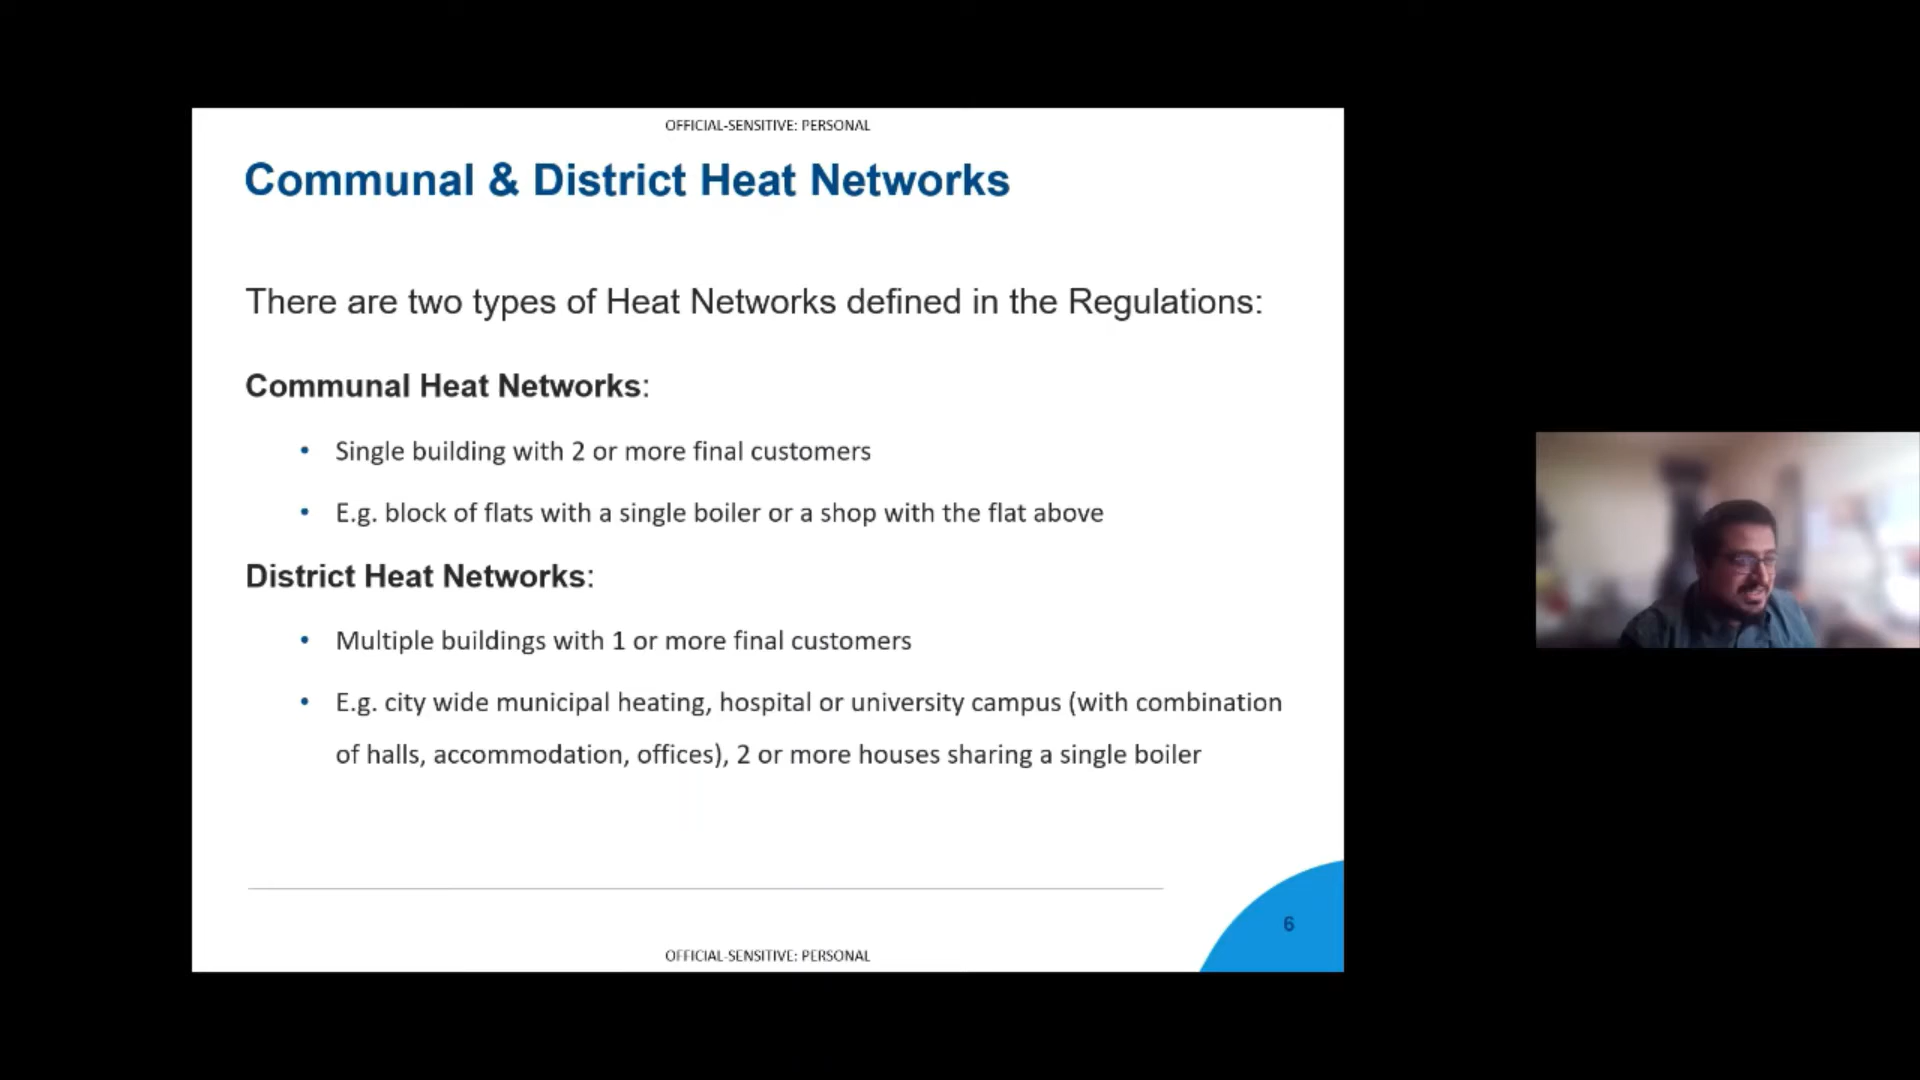 OFFICIAL-SENSITIVE: PERSONAL
Communal & District Heat Networks
There are two types of Heat Networks defined in the Regulations:
Communal Heat Networks:
• Single building with 2 or more final customers
• E.g. block of flats with a single boiler or a shop with the flat above
District Heat Networks:
• Multiple buildings with 1 or more final customers
• E.g. city wide municipal heating, hospital or university campus (with combination
of halls, accommodation, offices), 2 or more houses sharing a single boiler
6
OFFICIAL-SENSITIVE: PERSONAL